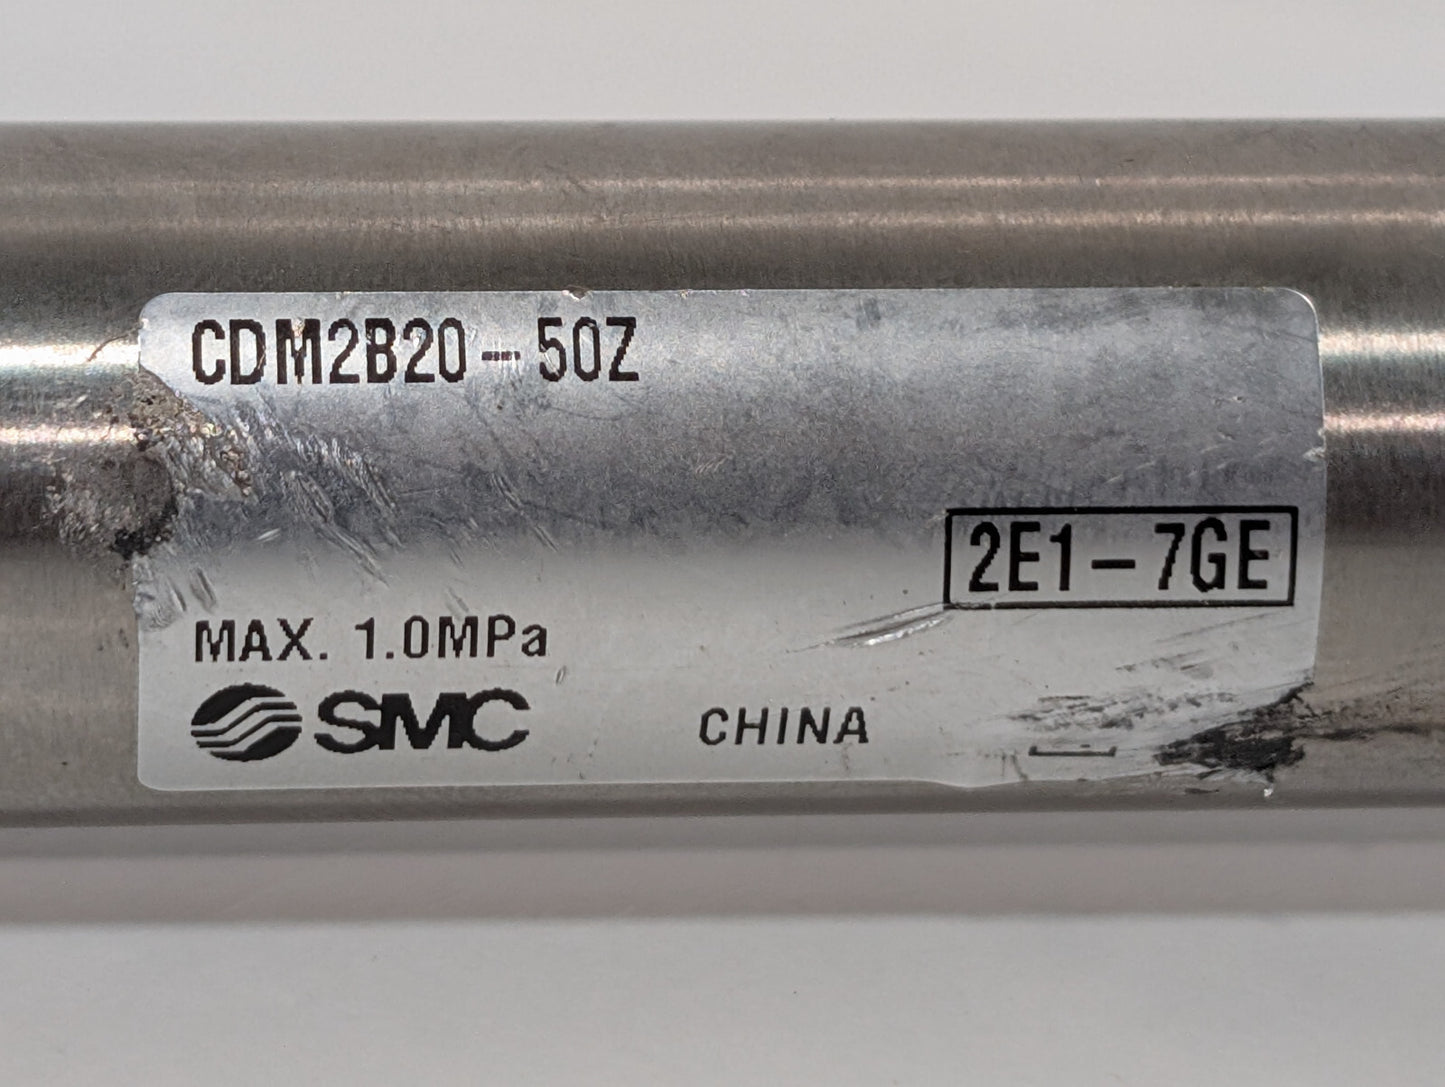 CDM2B20-50Z
2E1-7GE
MAX. 1.0MPa
SMC
CHINA